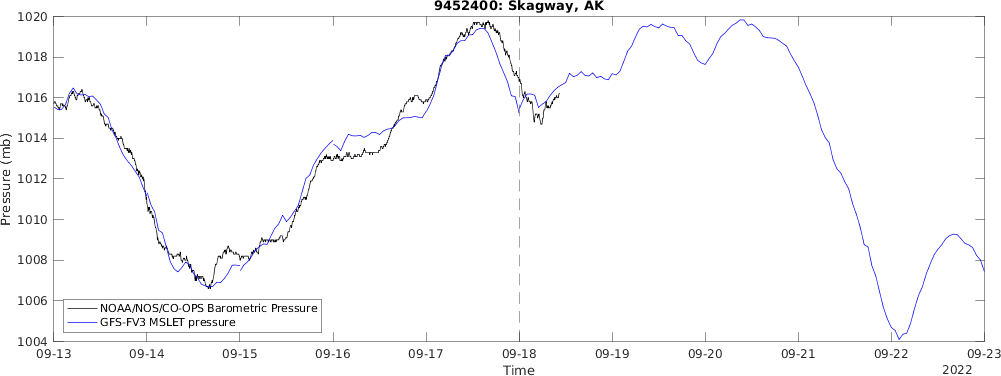 9452400: Skagway, AK
1020
1018
1016
1014
1012
1010
1008
1006
1004
Pressure (mb)
NOAA/NOS/CO-OPS Barometric Pressure
GFS-FV3 MSLET pressure
09-13 09-14 09-15 09-16 09-17 09-18 09-19 09-20 09-21 09-22 09-23
Time
2022